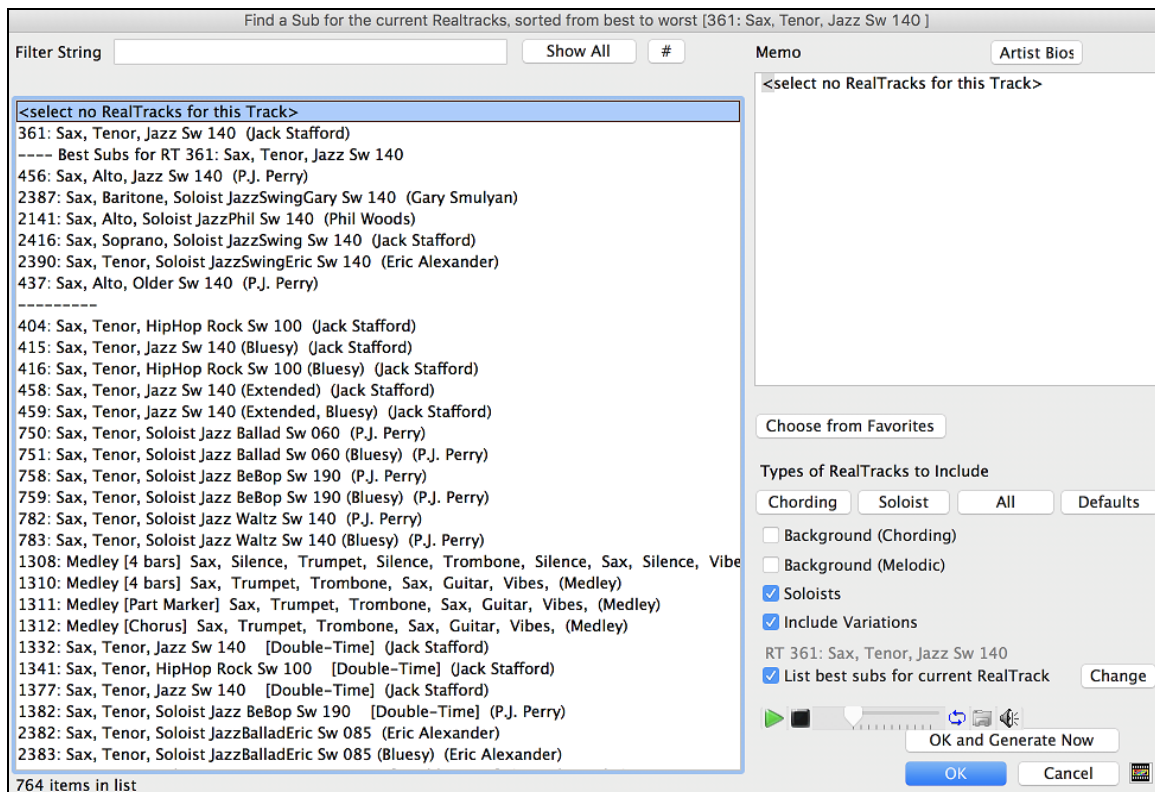 Find a Sub for the current Realtracks, sorted from best to worst [361: Sax, Tenor, Jazz Sw 140 ]
Filter String
Show All
#
Memo
Artist Bios
<select no RealTracks for this Track>
361: Sax, Tenor, Jazz Sw 140 (Jack Stafford)
---- Best Subs for RT 361: Sax, Tenor, Jazz Sw 140
456: Sax, Alto, Jazz Sw 140 (P.J. Perry)
2387: Sax, Baritone, Soloist JazzSwingGary Sw 140 (Gary Smulyan)
2141: Sax, Alto, Soloist JazzPhil Sw 140 (Phil Woods)
2416: Sax, Soprano, Soloist JazzSwing Sw 140 (Jack Stafford)
2390: Sax, Tenor, Soloist JazzSwingEric Sw 140 (Eric Alexander)
437: Sax, Alto, Older Sw 140 (P.J. Perry)
---------
404: Sax, Tenor, HipHop Rock Sw 100 (Jack Stafford)
415: Sax, Tenor, Jazz Sw 140 (Bluesy) (Jack Stafford)
416: Sax, Tenor, HipHop Rock Sw 100 (Bluesy) (Jack Stafford)
458: Sax, Tenor, Jazz Sw 140 (Extended) (Jack Stafford)
459: Sax, Tenor, Jazz Sw 140 (Extended, Bluesy) (Jack Stafford)
750: Sax, Tenor, Soloist Jazz Ballad Sw 060 (P.J. Perry)
751: Sax, Tenor, Soloist Jazz Ballad Sw 060 (Bluesy) (P.J. Perry)
758: Sax, Tenor, Soloist Jazz BeBop Sw 190 (P.J. Perry)
759: Sax, Tenor, Soloist Jazz BeBop Sw 190 (Bluesy) (P.J. Perry)
782: Sax, Tenor, Soloist Jazz Waltz Sw 140 (P.J. Perry)
783: Sax, Tenor, Soloist Jazz Waltz Sw 140 (Bluesy) (P.J. Perry)
1308: Medley [4 bars] Sax, Silence, Trumpet, Silence, Trombone, Silence, Sax, Silence, Vibe
1310: Medley [4 bars] Sax, Trumpet, Trombone, Sax, Guitar, Vibes, (Medley)
1311: Medley [Part Marker] Sax, Trumpet, Trombone, Sax, Guitar, Vibes, (Medley)
1312: Medley [Chorus] Sax, Trumpet, Trombone, Sax, Guitar, Vibes, (Medley)
1332: Sax, Tenor, Jazz Sw 140 [Double-Time] (Jack Stafford)
1341: Sax, Tenor, HipHop Rock Sw 100 [Double-Time] (Jack Stafford)
1377: Sax, Tenor, Jazz Sw 140 [Double-Time] (Jack Stafford)
1382: Sax, Tenor, Soloist Jazz BeBop Sw 190 [Double-Time] (P.J. Perry)
2382: Sax, Tenor, Soloist JazzBalladEric Sw 085 (Eric Alexander)
2383: Sax, Tenor, Soloist JazzBalladEric Sw 085 (Bluesy) (Eric Alexander)
764 items in list
<select no RealTracks for this Track>
Choose from Favorites
Types of RealTracks to Include
Chording
Soloist
All
Defaults
Background (Chording)
Background (Melodic)
Soloists
Include Variations
RT 361: Sax, Tenor, Jazz Sw 140
List best subs for current RealTrack
Change
OK and Generate Now
OK
Cancel